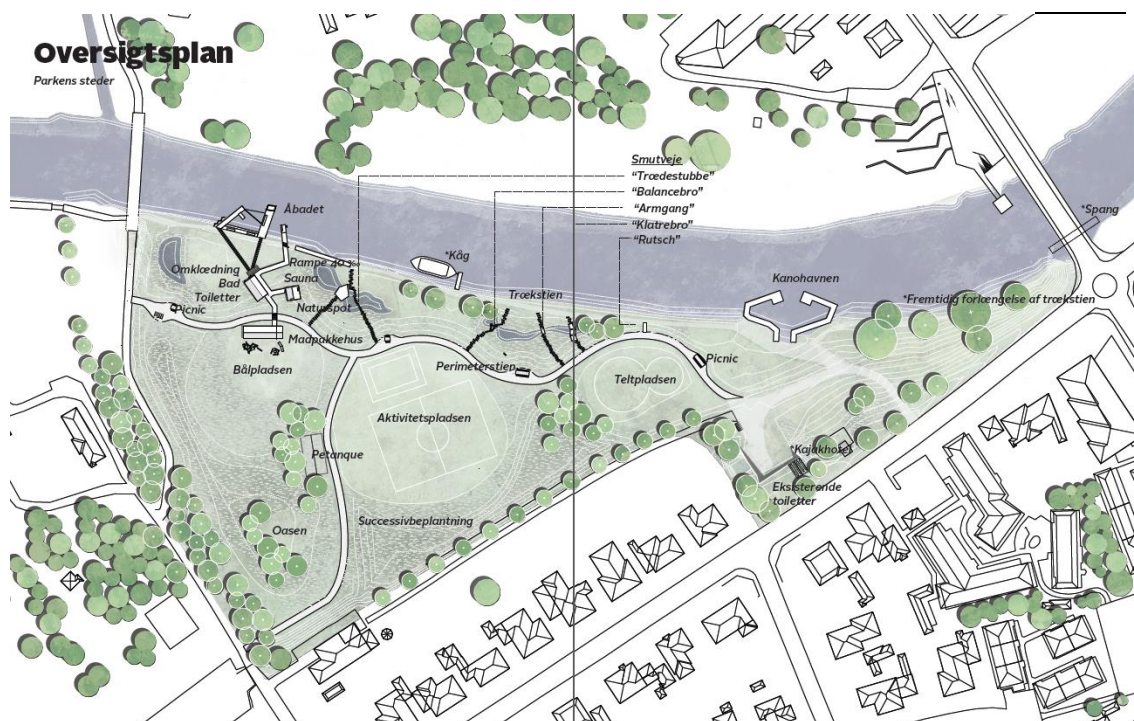 Oversigtsplan
Parkens steder
Smutveje
“Trædestubbe”
“Balancebro”
“Armgang”
“Klatrebro”
“Rutsch”
Åbadet
*Spang
Rampe 40 ‰
*Kåg
Omklædning
Bad
Toiletter
Sauna
Kanohavnen
Naturspot
Trækstien
*Fremtidig forlængelse af trækstien
Picnic
Madpakkehus
Perimeterstien
Picnic
Bålpladsen
Teltpladsen
Aktivitetspladsen
Petanque
*Kajakhotel
Eksisterende
toiletter
Oasen
Successivbeplantning